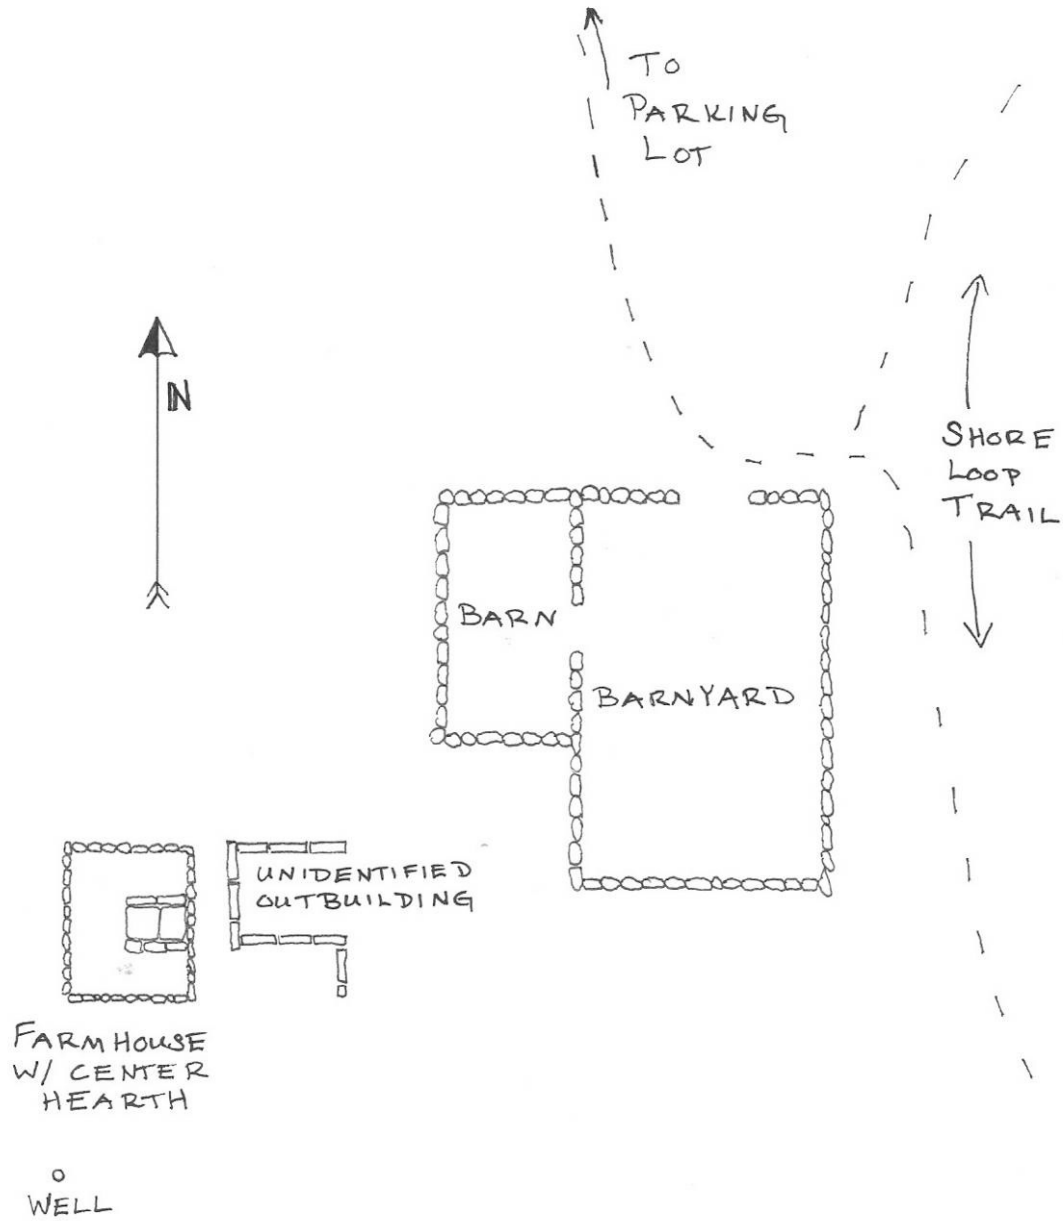 TO
PARKING
LOT
N
SHORE
LOOP
TRAIL
BARN
BARNYARD
UNIDENTIFIED
OUTBUILDING
FARMHOUSE
W/ CENTER
HEARTH
WELL